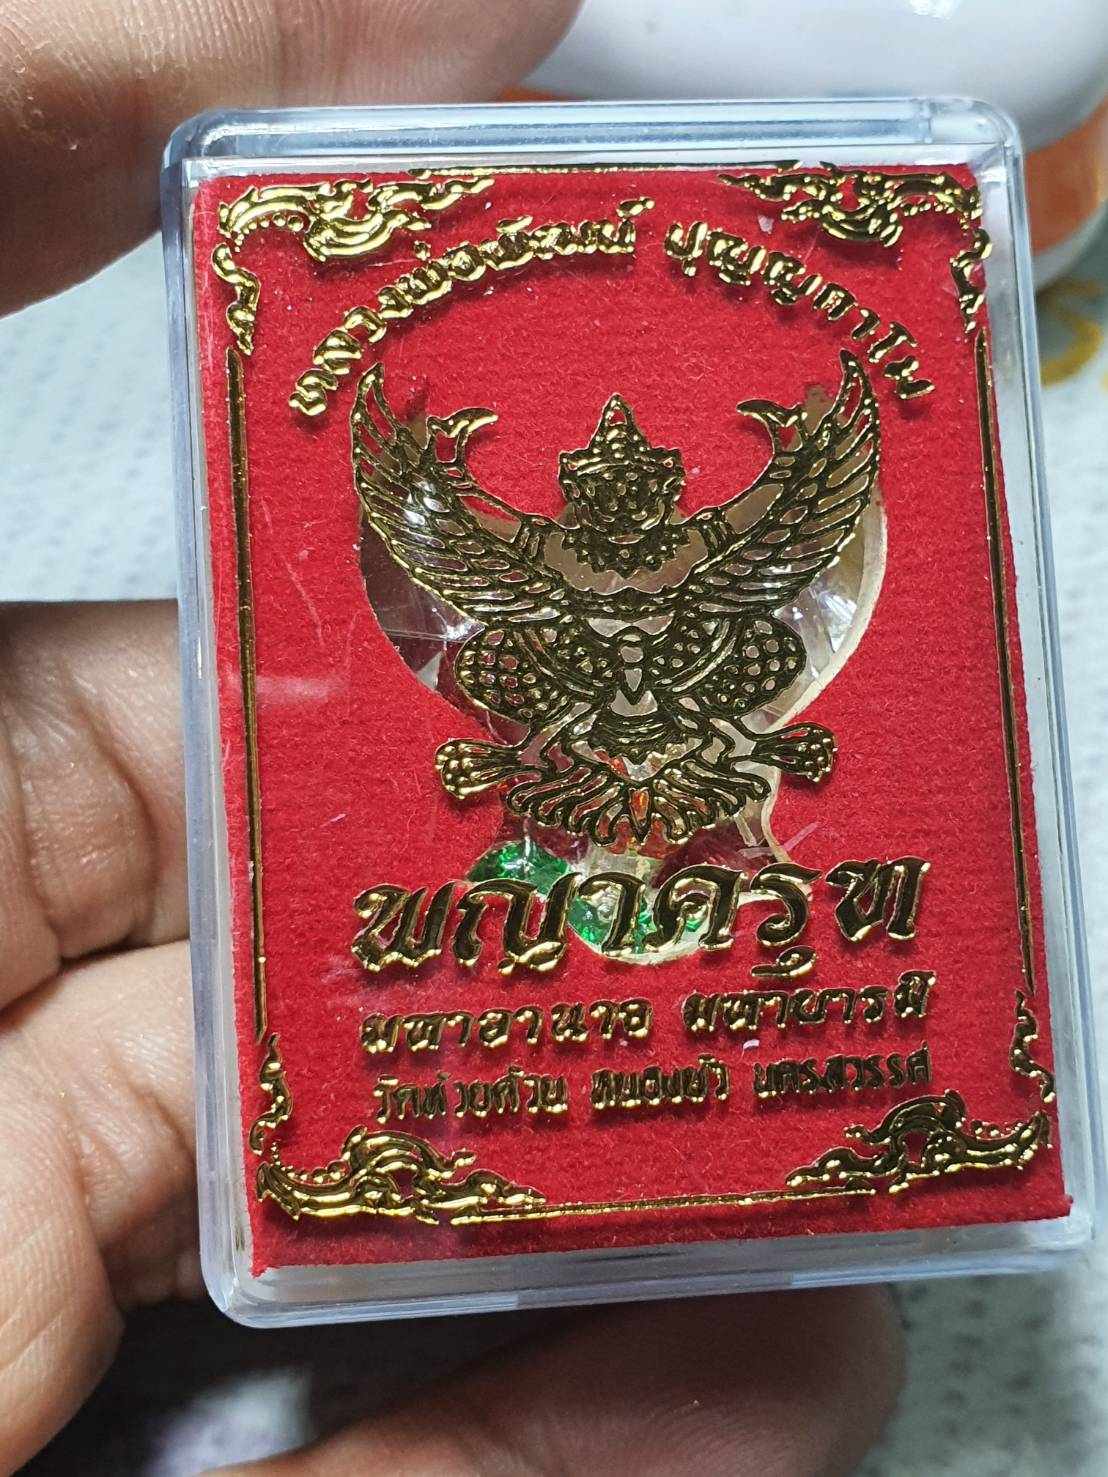 หลวงพ่อพัฒน์ ปุญญกาโม
พญาครุฑ
มหาอำนาจ มหาบารมี
วัดห้วยด้วน หนองบัว นครสวรรค์